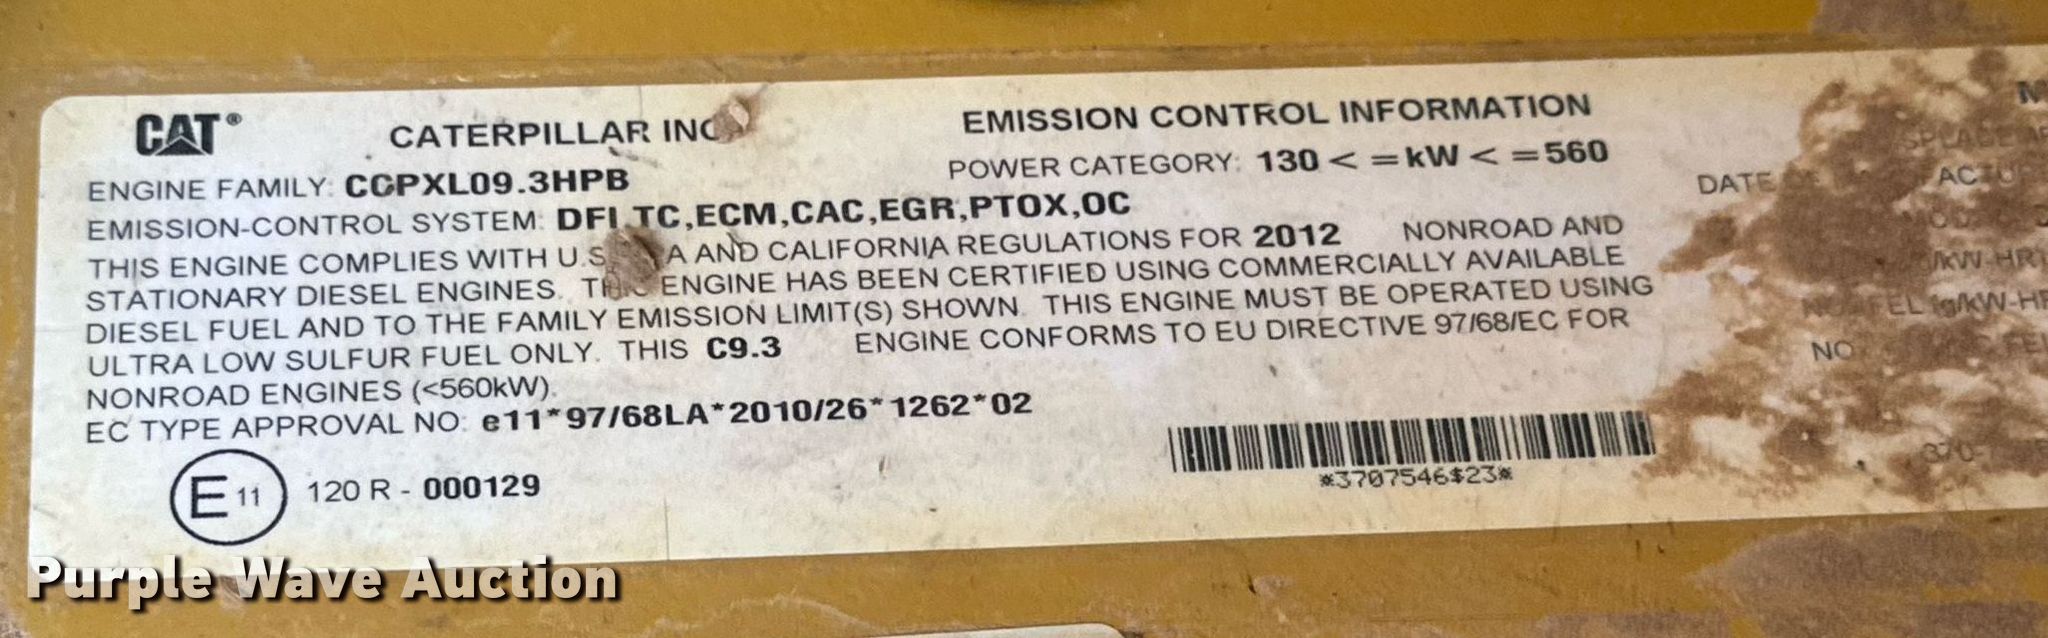 CAT®
CATERPILLAR INC
EMISSION CONTROL INFORMATION
ENGINE FAMILY: CCPXL09.3HPB
POWER CATEGORY: 130 < = kW < = 560
EMISSION-CONTROL SYSTEM: DFI,TC,ECM,CAC,EGR,PTOX,OC
THIS ENGINE COMPLIES WITH U.S. AND CALIFORNIA REGULATIONS FOR 2012 NONROAD AND
STATIONARY DIESEL ENGINES. THIS ENGINE HAS BEEN CERTIFIED USING COMMERCIALLY AVAILABLE
DIESEL FUEL AND TO THE FAMILY EMISSION LIMIT(S) SHOWN. THIS ENGINE MUST BE OPERATED USING
ULTRA LOW SULFUR FUEL ONLY. THIS C9.3 ENGINE CONFORMS TO EU DIRECTIVE 97/68/EC FOR
NONROAD ENGINES (<560kW).
EC TYPE APPROVAL NO: e11*97/68LA*2010/26*1262*02
E 11 120 R - 000129
*3707546$23*
DATE
Purple Wave Auction